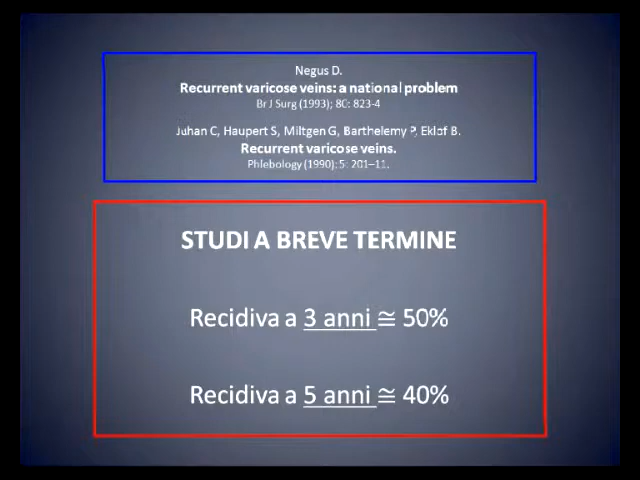 Negus D.
Recurrent varicose veins: a national problem
Br J Surg (1993); 80: 823-4
Juhan C, Haupert S, Miltgen G, Barthelemy P, Eklof B.
Recurrent varicose veins.
Phlebology (1990); 5: 201–11.
STUDI A BREVE TERMINE
Recidiva a 3 anni ≅ 50%
Recidiva a 5 anni ≅ 40%